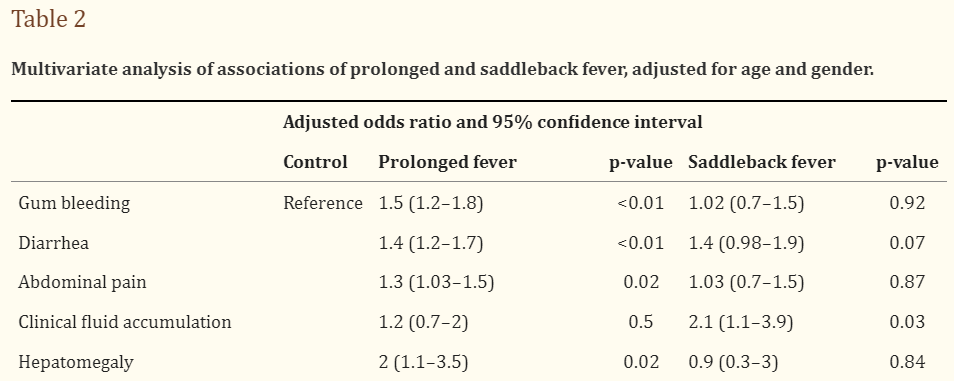 Table 2
Multivariate analysis of associations of prolonged and saddleback fever, adjusted for age and gender.
Adjusted odds ratio and 95% confidence interval
Control Prolonged fever p-value Saddleback fever p-value
Gum bleeding Reference 1.5 (1.2–1.8) <0.01 1.02 (0.7–1.5) 0.92
Diarrhea 1.4 (1.2–1.7) <0.01 1.4 (0.98–1.9) 0.07
Abdominal pain 1.3 (1.03–1.5) 0.02 1.03 (0.7–1.5) 0.87
Clinical fluid accumulation 1.2 (0.7–2) 0.5 2.1 (1.1–3.9) 0.03
Hepatomegaly 2 (1.1–3.5) 0.02 0.9 (0.3–3) 0.84